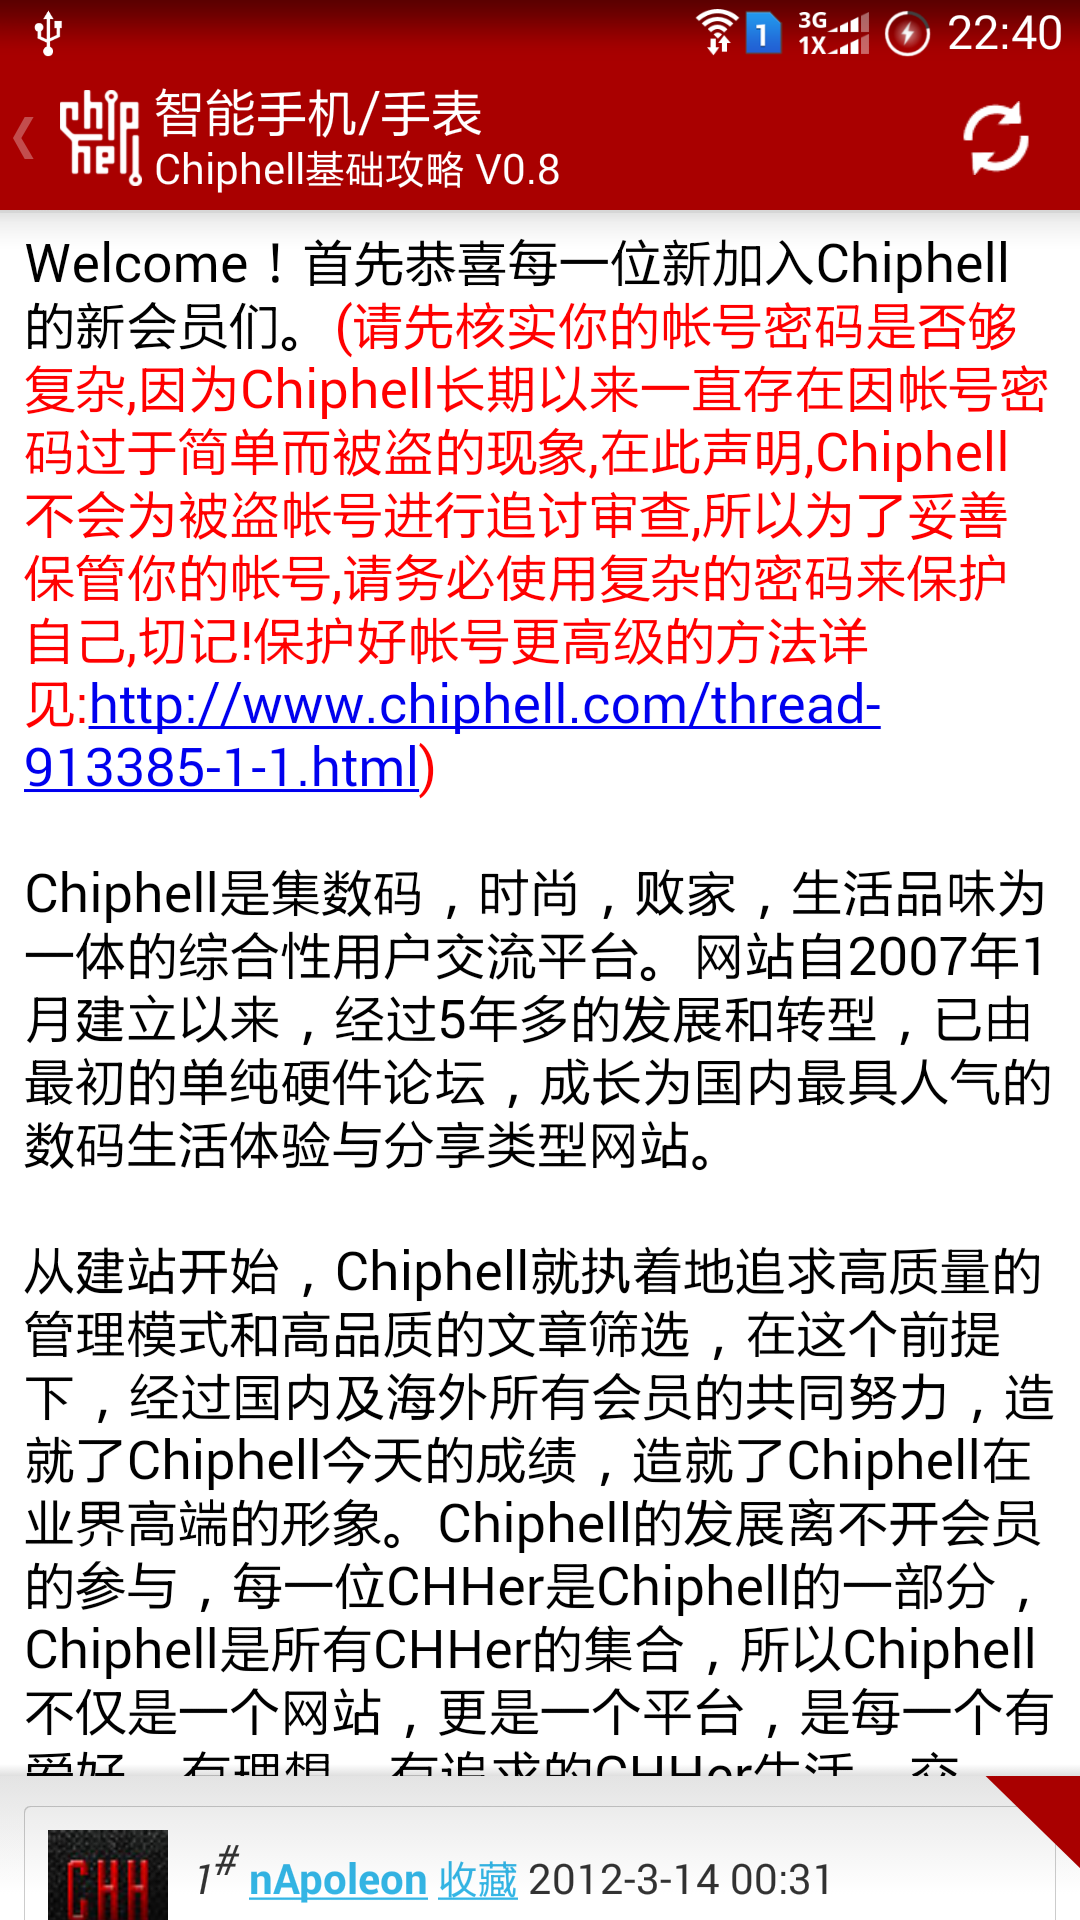 1
3G
1X
22:40
chip
hell
智能手机/手表
Chiphell基础攻略 V0.8
Welcome！首先恭喜每一位新加入Chiphell
的新会员们。(请先核实你的帐号密码是否够
复杂,因为Chiphell长期以来一直存在因帐号密
码过于简单而被盗的现象,在此声明,Chiphell
不会为被盗帐号进行追讨审查,所以为了妥善
保管你的帐号,请务必使用复杂的密码来保护
自己,切记!保护好帐号更高级的方法详
见:http://www.chiphell.com/thread-
913385-1-1.html)
Chiphell是集数码，时尚，败家，生活品味为
一体的综合性用户交流平台。网站自2007年1
月建立以来，经过5年多的发展和转型，已由
最初的单纯硬件论坛，成长为国内最具人气的
数码生活体验与分享类型网站。
从建站开始，Chiphell就执着地追求高质量的
管理模式和高品质的文章筛选，在这个前提
下，经过国内及海外所有会员的共同努力，造
就了Chiphell今天的成绩，造就了Chiphell在
业界高端的形象。Chiphell的发展离不开会员
的参与，每一位CHHer是Chiphell的一部分，
Chiphell是所有CHHer的集合，所以Chiphell
不仅是一个网站，更是一个平台，是每一个有
爱好，有理想，有追求的CHHer生活，交
CHH
1# nApoleon 收藏 2012-3-14 00:31